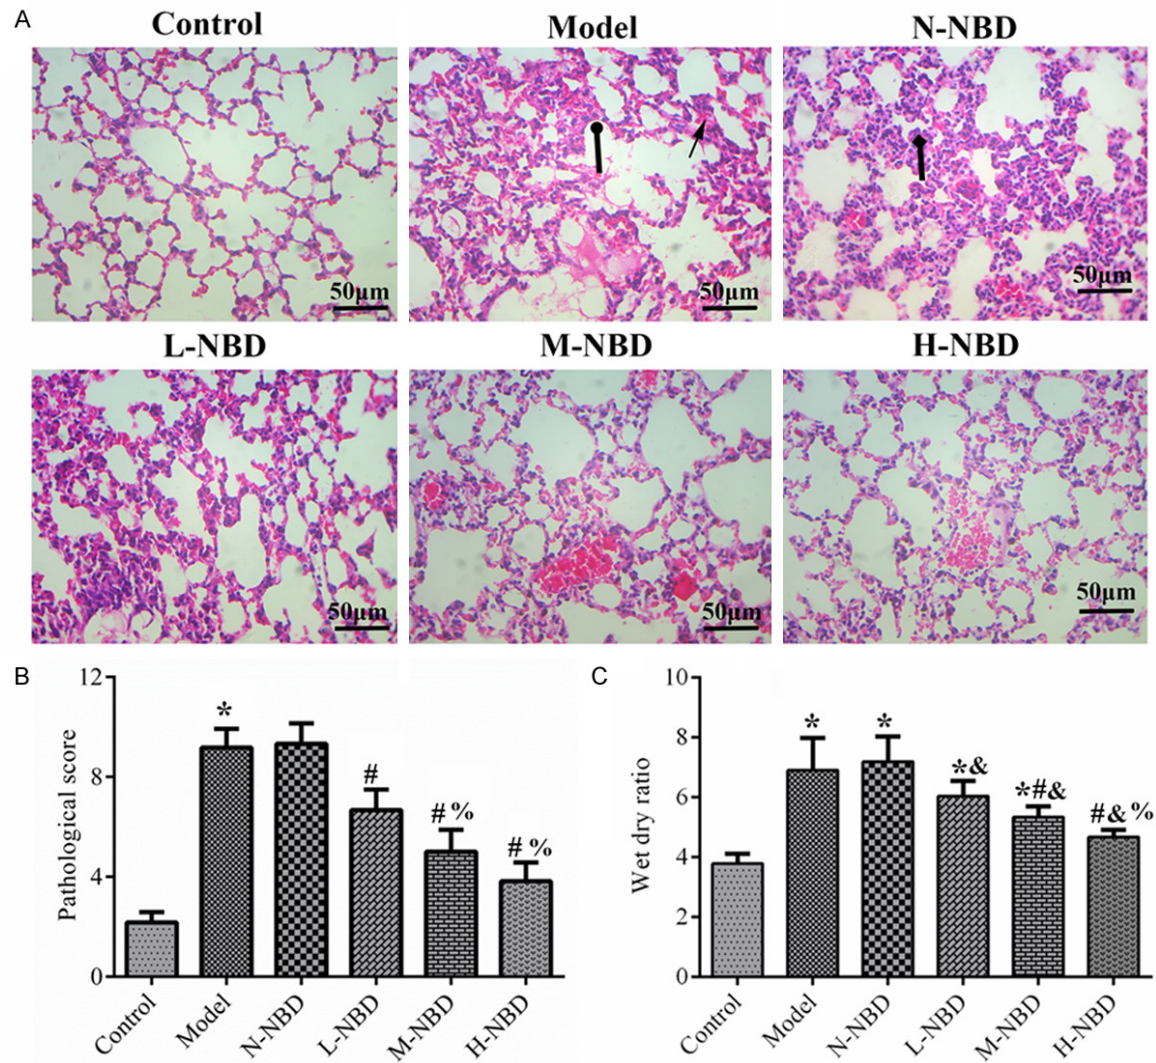 A
Control Model N-NBD
50μm 50μm 50μm
L-NBD M-NBD H-NBD
50μm 50μm 50μm
B
12
8
4
0
Pathological score
*
#
#%
#%
Control Model N-NBD L-NBD M-NBD H-NBD
C
10
8
6
4
2
0
Wet dry ratio
*
*
*&
*#&
#&%
Control Model N-NBD L-NBD M-NBD H-NBD